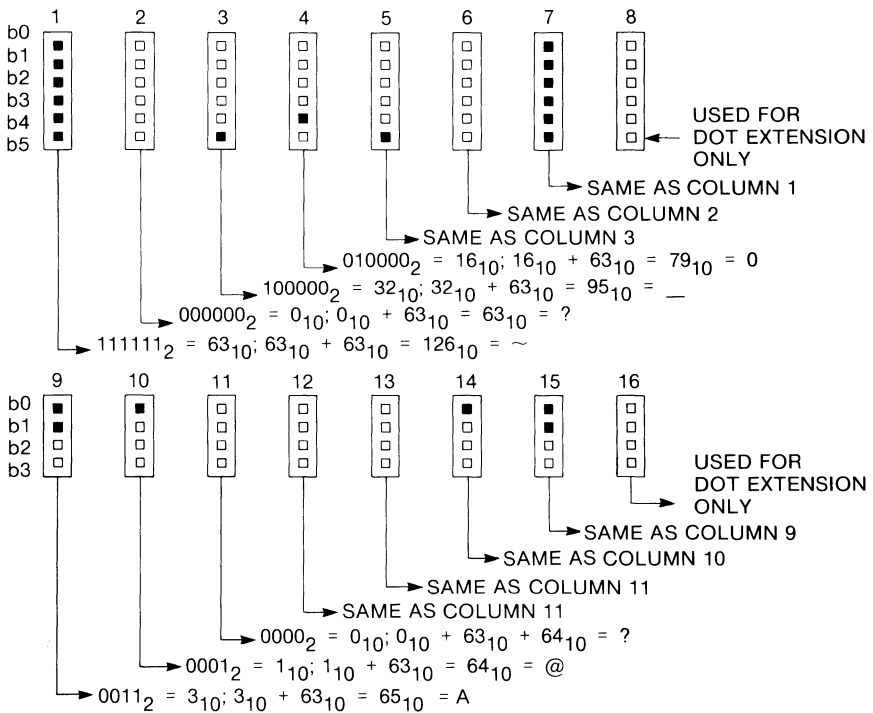 1 2 3 4 5 6 7 8
b0
b1
b2
b3
b4
b5
USED FOR
DOT EXTENSION
ONLY
SAME AS COLUMN 1
SAME AS COLUMN 2
SAME AS COLUMN 3
010000₂ = 16₁₀; 16₁₀ + 63₁₀ = 79₁₀ = 0
100000₂ = 32₁₀; 32₁₀ + 63₁₀ = 95₁₀ = _
000000₂ = 0₁₀; 0₁₀ + 63₁₀ = 63₁₀ = ?
111111₂ = 63₁₀; 63₁₀ + 63₁₀ = 126₁₀ = ~
9 10 11 12 13 14 15 16
b0
b1
b2
b3
USED FOR
DOT EXTENSION
ONLY
SAME AS COLUMN 9
SAME AS COLUMN 10
SAME AS COLUMN 11
SAME AS COLUMN 11
0000₂ = 0₁₀; 0₁₀ + 63₁₀ + 64₁₀ = ?
0001₂ = 1₁₀; 1₁₀ + 63₁₀ = 64₁₀ = @
0011₂ = 3₁₀; 3₁₀ + 63₁₀ = 65₁₀ = A